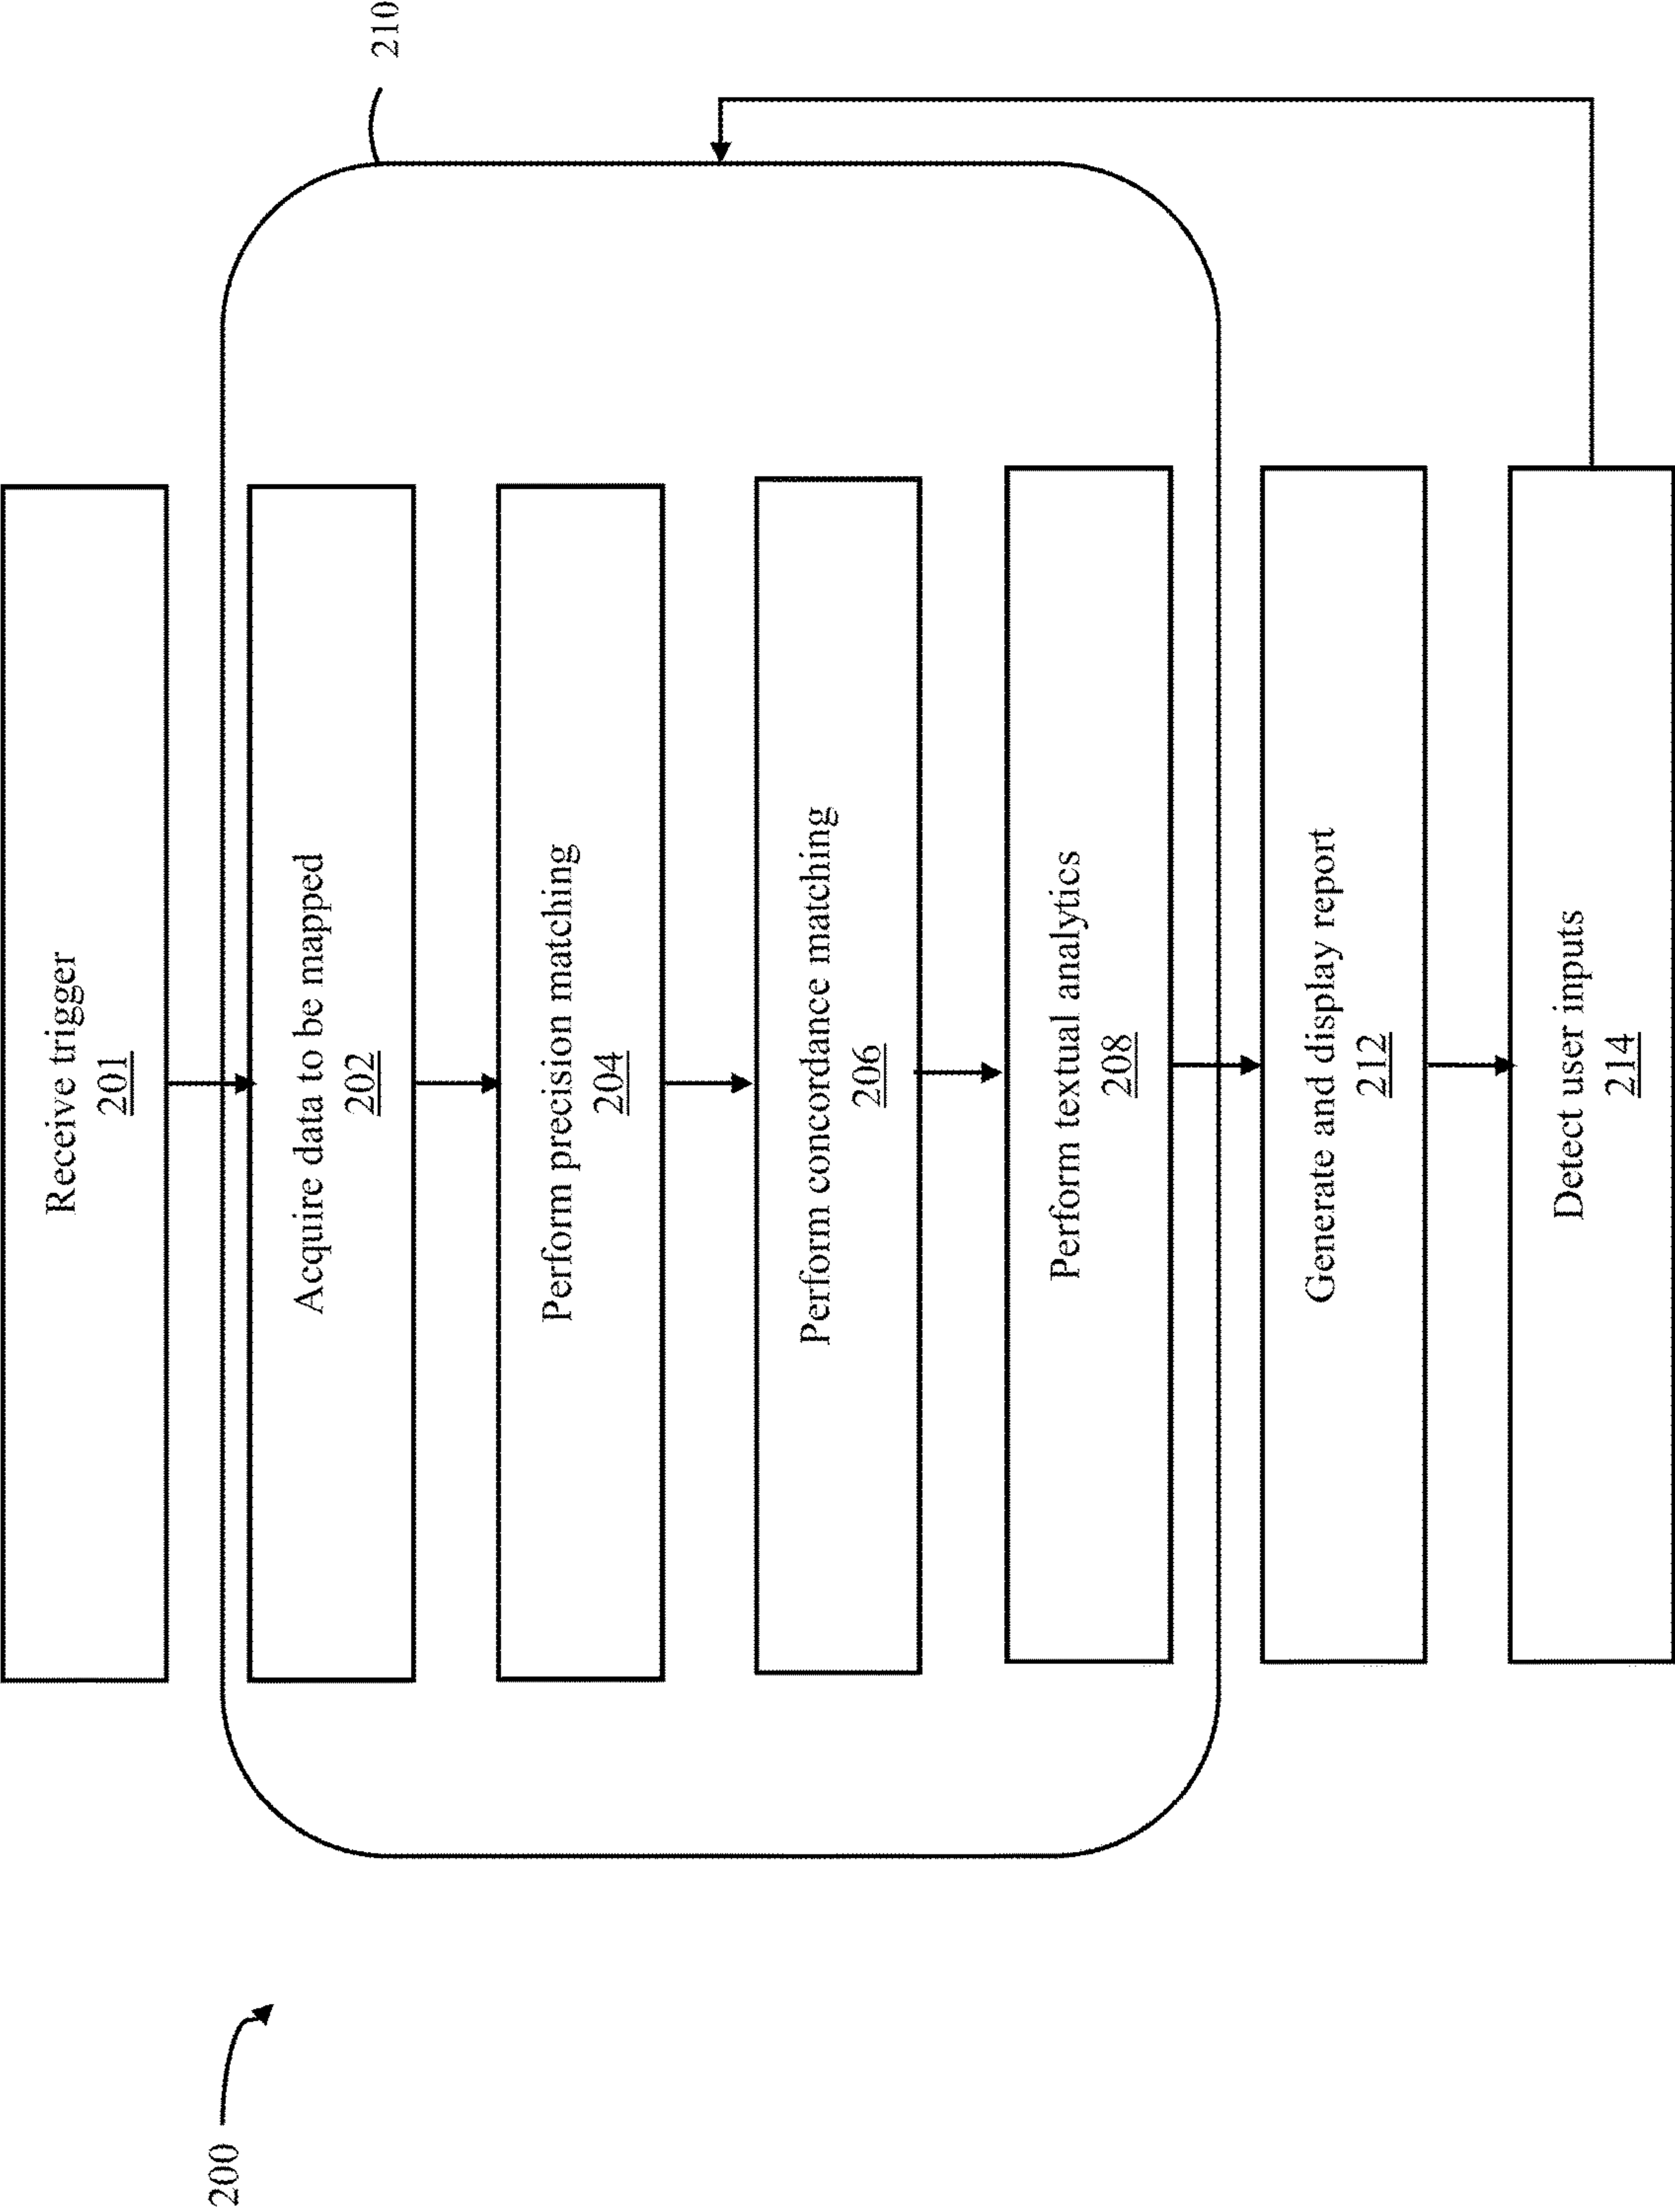 200
210
Receive trigger
201
Acquire data to be mapped
202
Perform precision matching
204
Perform concordance matching
206
Perform textual analytics
208
Generate and display report
212
Detect user inputs
214